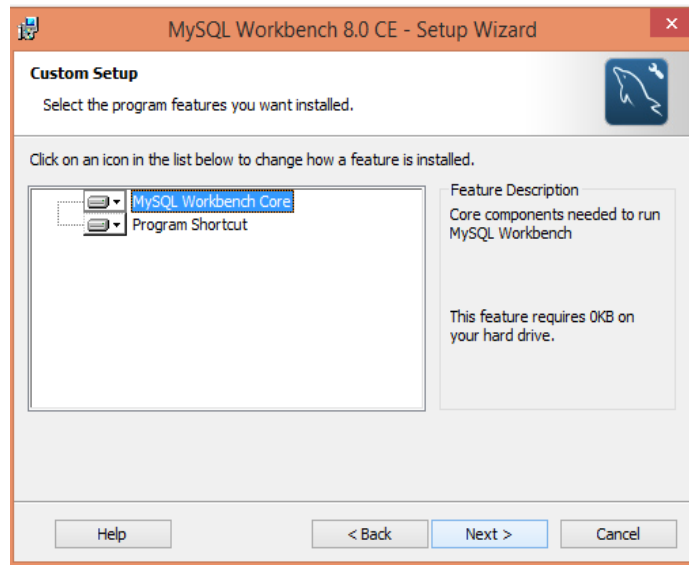 MySQL Workbench 8.0 CE - Setup Wizard
Custom Setup
Select the program features you want installed.
Click on an icon in the list below to change how a feature is installed.
MySQL Workbench Core
Program Shortcut
Feature Description
Core components needed to run
MySQL Workbench
This feature requires 0KB on
your hard drive.
Help
< Back
Next >
Cancel